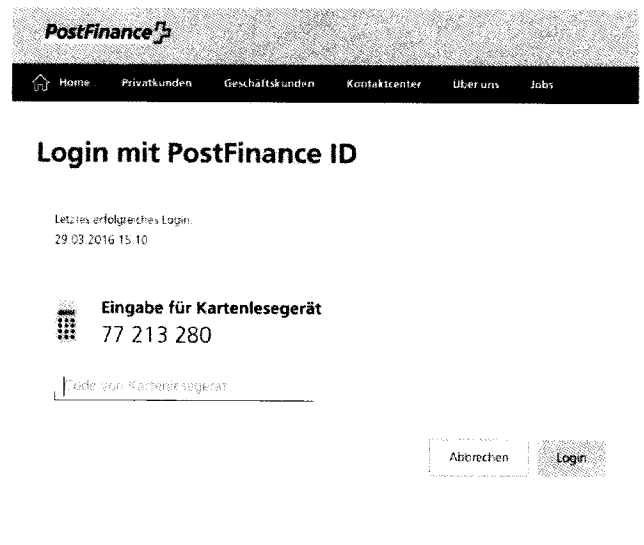 PostFinance
Home Privatkunden Geschäftskunden Kontaktcenter Über uns Jobs
Login mit PostFinance ID
Letztes erfolgreiches Login:
29.03.2016 15:10
Eingabe für Kartenlesegerät
77 213 280
Code von Kartenlesegerät
Abbrechen Login